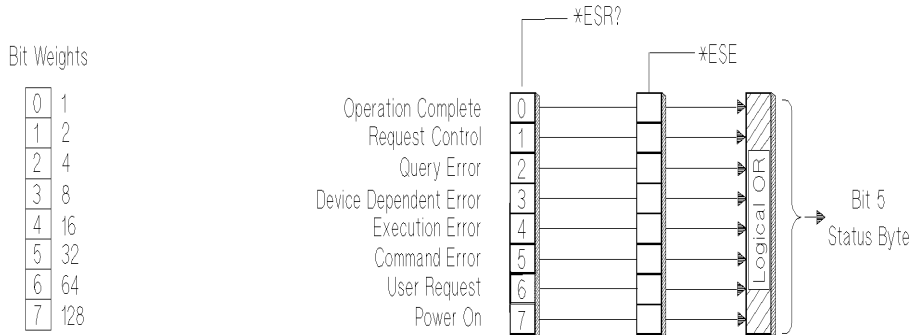 *ESR?
*ESE
Bit Weights
0 1
1 2
2 4
3 8
4 16
5 32
6 64
7 128
Operation Complete 0
Request Control 1
Query Error 2
Device Dependent Error 3
Execution Error 4
Command Error 5
User Request 6
Power On 7
Logical OR
Bit 5
Status Byte